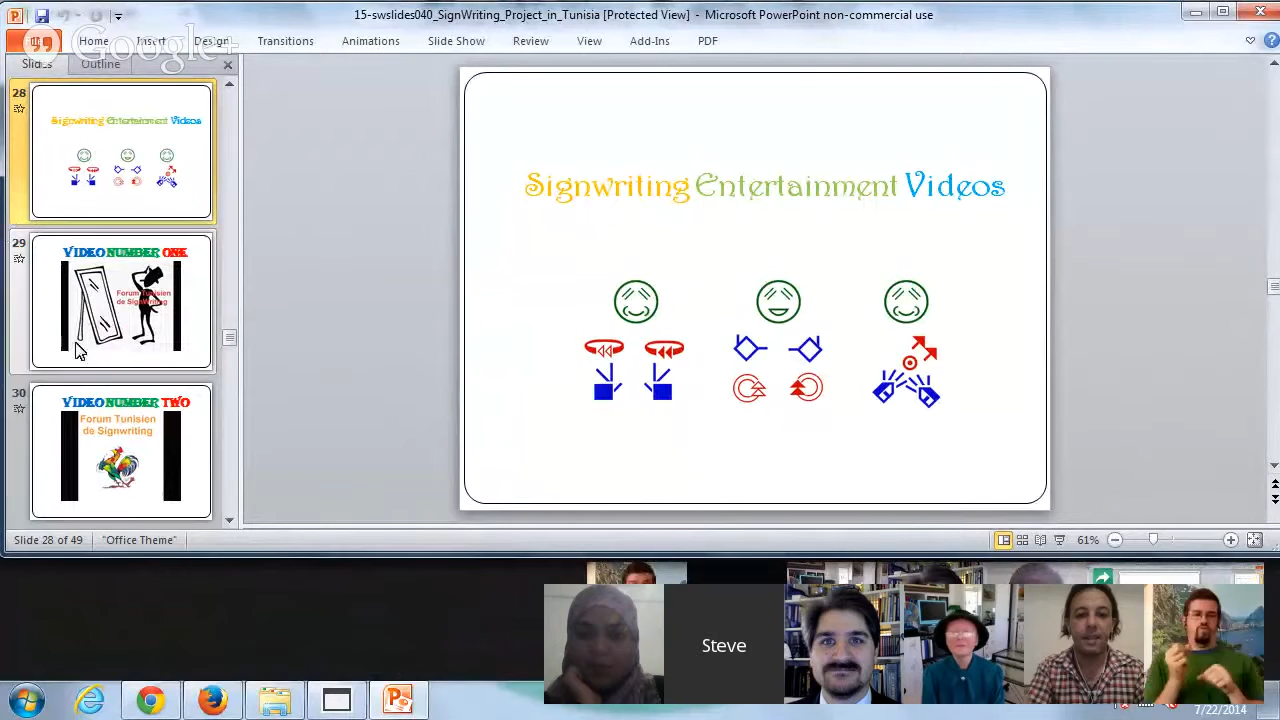 15-swslides040_SignWriting_Project_in_Tunisia [Protected View] - Microsoft PowerPoint non-commercial use
Google+
Home Insert Design Transitions Animations Slide Show Review View Add-Ins PDF
Slides Outline
28
Signwriting Entertainment Videos
29
VIDEO NUMBER ONE
Forum Tunisien
de SignWriting
30
VIDEO NUMBER TWO
Forum Tunisien
de Signwriting
Signwriting Entertainment Videos
Slide 28 of 49 "Office Theme" 61%
Steve
7/22/2014